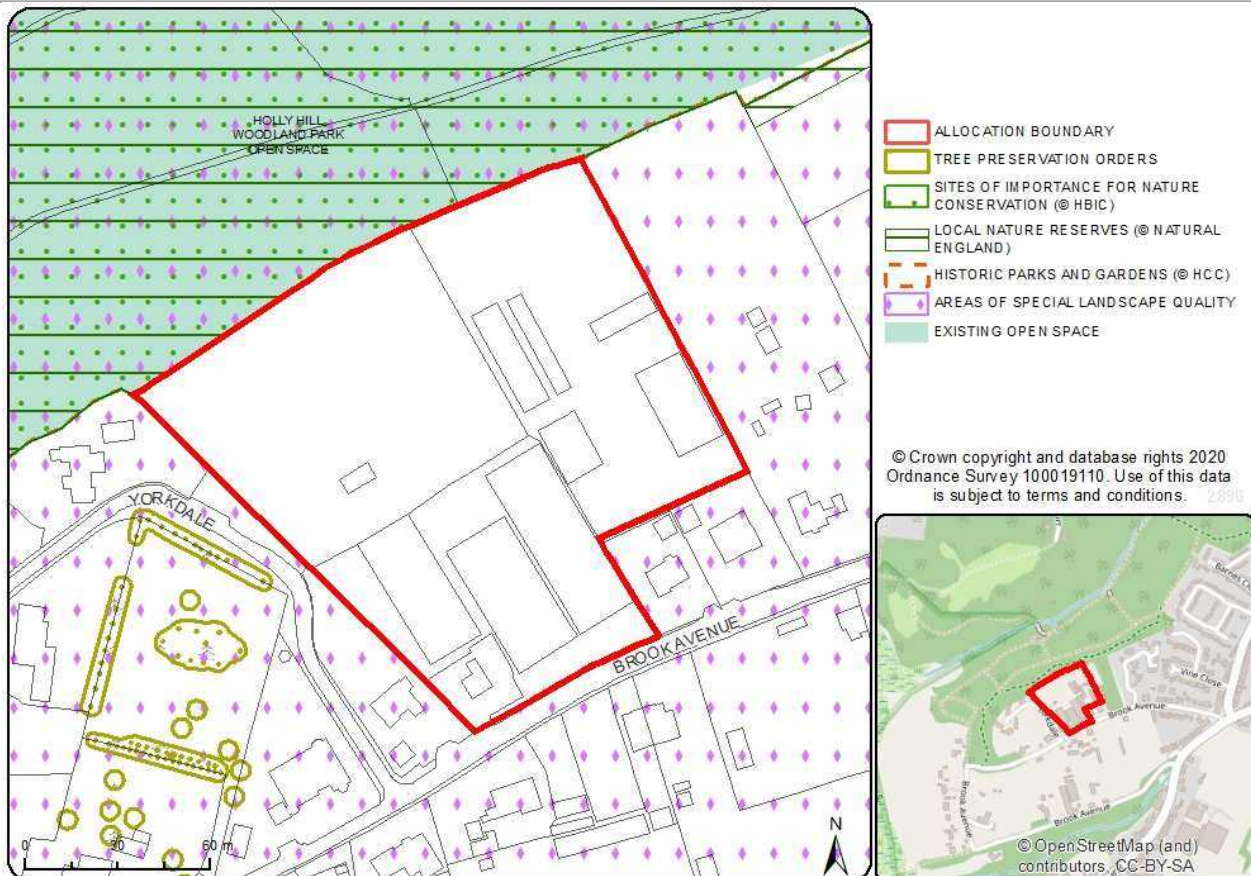 HOLLY HILL
WOODLAND PARK
OPEN SPACE
YORKDALE
BROOK AVENUE
0 30 60 m
N
ALLOCATION BOUNDARY
TREE PRESERVATION ORDERS
SITES OF IMPORTANCE FOR NATURE
CONSERVATION (© HBIC)
LOCAL NATURE RESERVES (© NATURAL
ENGLAND)
HISTORIC PARKS AND GARDENS (© HCC)
AREAS OF SPECIAL LANDSCAPE QUALITY
EXISTING OPEN SPACE
© Crown copyright and database rights 2020
Ordnance Survey 100019110. Use of this data
is subject to terms and conditions. 2890
Vine Close
Brook Avenue
Brook Avenue
Brook Avenue
© OpenStreetMap (and)
contributors, CC-BY-SA